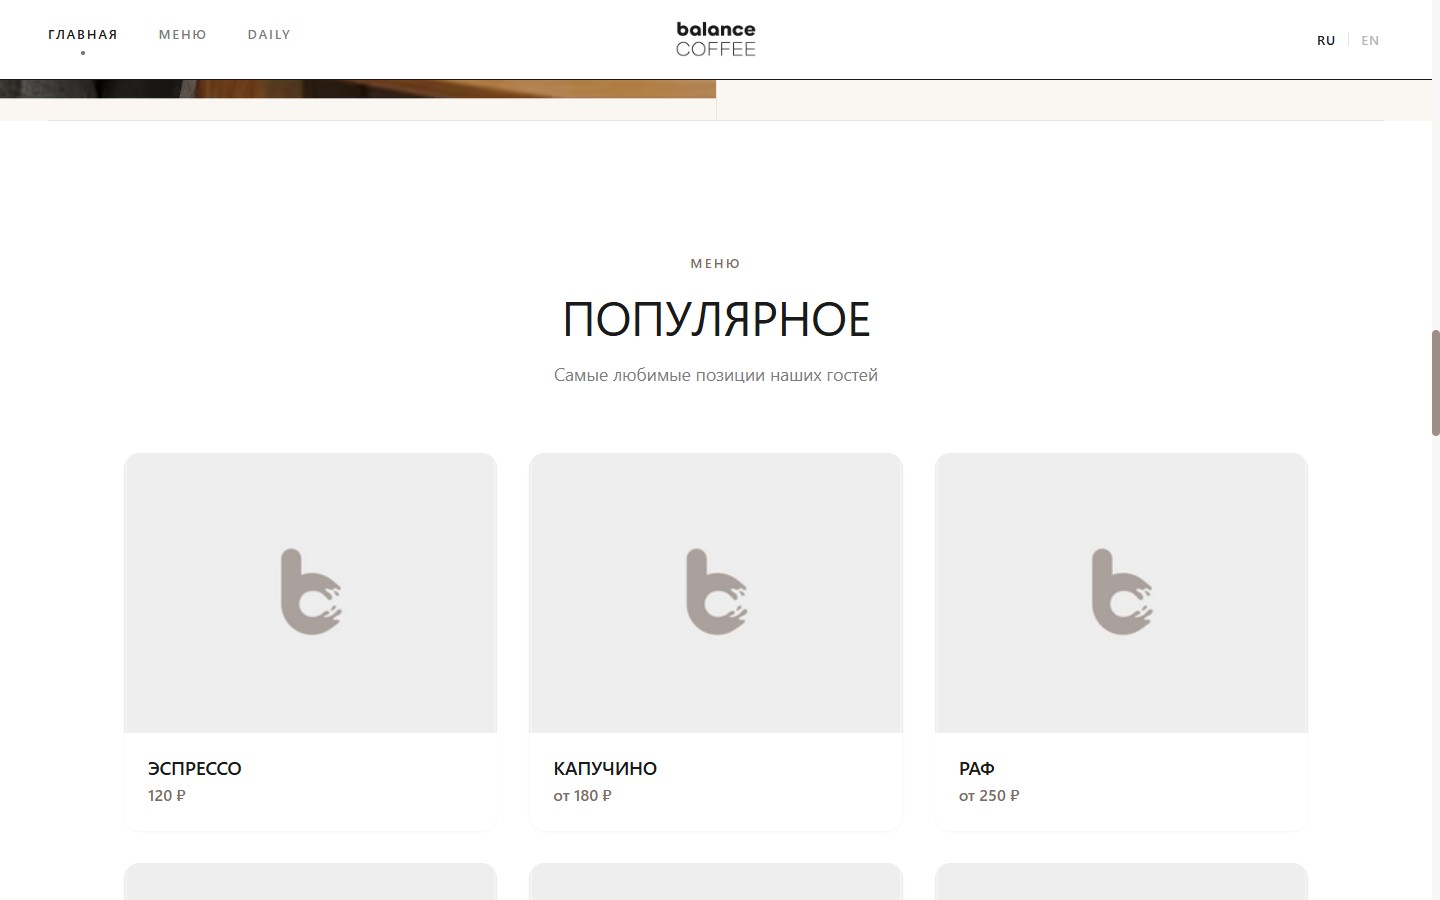 ГЛАВНАЯ
МЕНЮ
DAILY
balance
COFFEE
RU
EN
МЕНЮ
ПОПУЛЯРНОЕ
Самые любимые позиции наших гостей
ЭСПРЕССО
120 ₽
КАПУЧИНО
от 180 ₽
РАФ
от 250 ₽